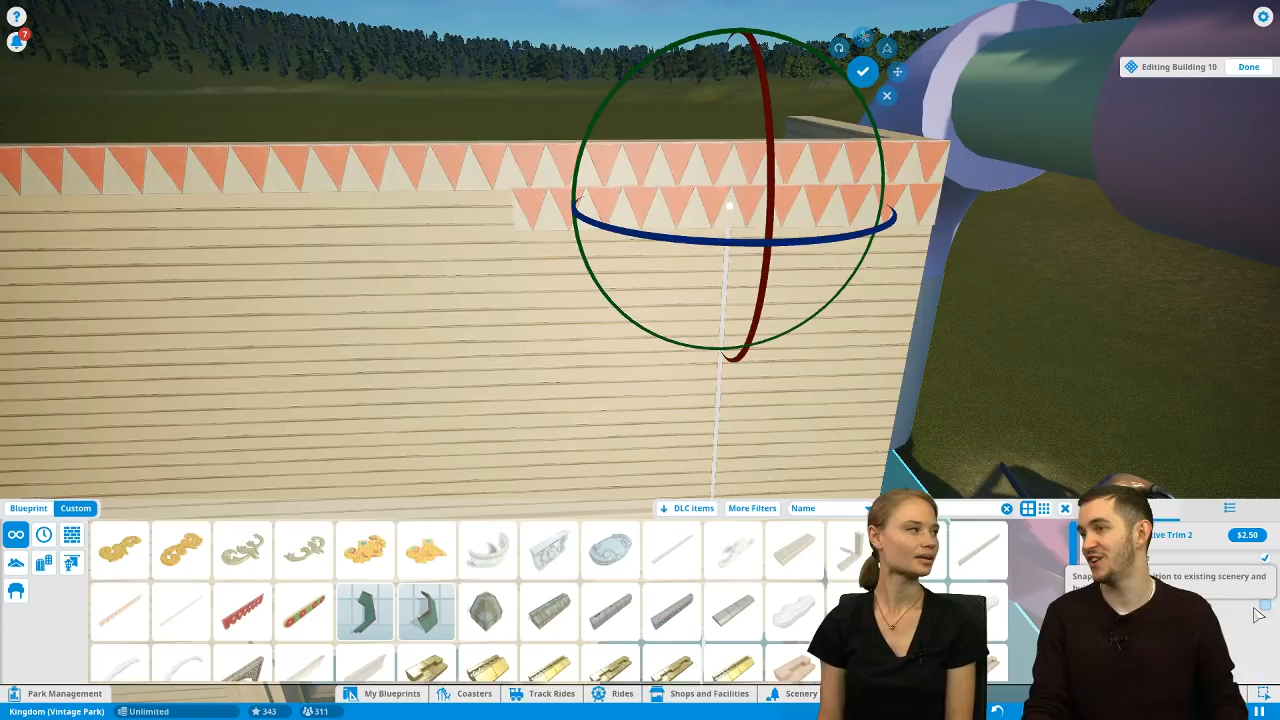 ?
7
Editing Building 10 Done
Blueprint Custom DLC items More Filters Name
ive Trim 2 $2.50
Snap
ition to existing scenery and
Park Management My Blueprints Coasters Track Rides Rides Shops and Facilities Scenery
Kingdom (Vintage Park) Unlimited 343 311